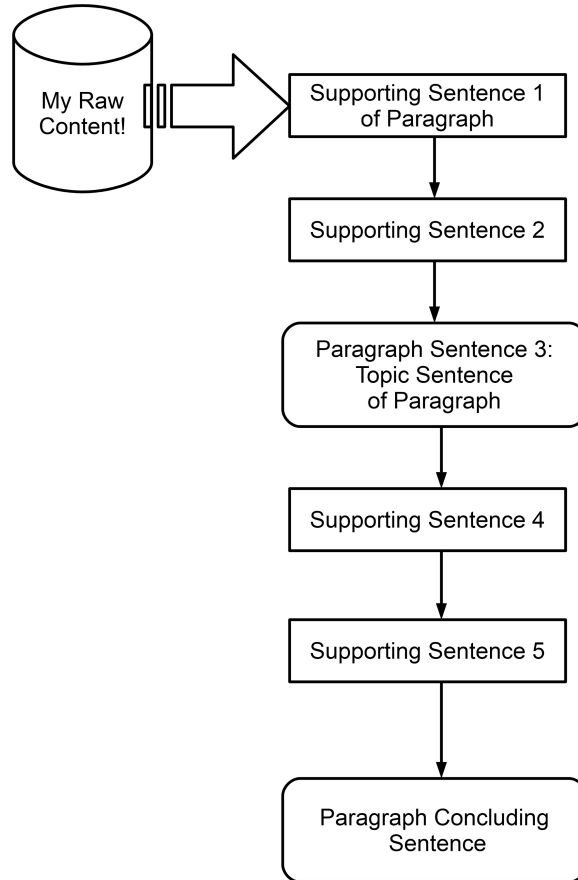 My Raw
Content!
Supporting Sentence 1
of Paragraph
Supporting Sentence 2
Paragraph Sentence 3:
Topic Sentence
of Paragraph
Supporting Sentence 4
Supporting Sentence 5
Paragraph Concluding
Sentence